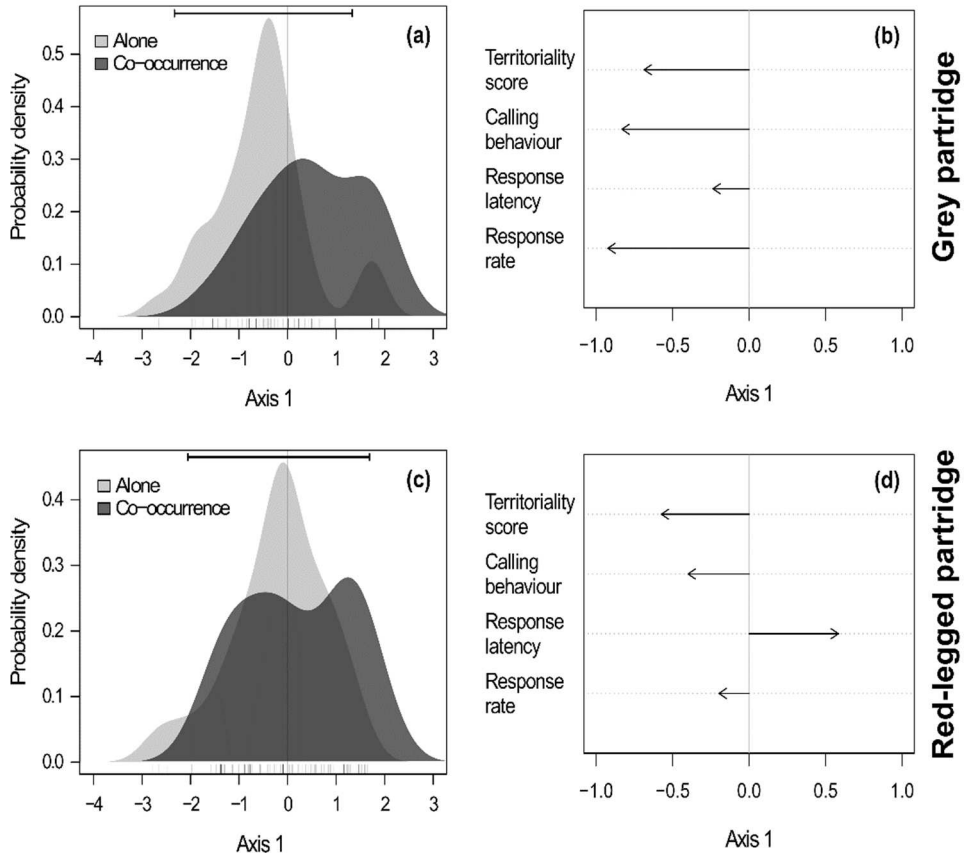 (a)
Alone
Co-occurrence
Probability density
0.5
0.4
0.3
0.2
0.1
0.0
−4 −3 −2 −1 0 1 2 3
Axis 1
(b)
Territoriality
score
Calling
behaviour
Response
latency
Response
rate
−1.0 −0.5 0.0 0.5 1.0
Axis 1
Grey partridge
(c)
Alone
Co-occurrence
Probability density
0.4
0.3
0.2
0.1
0.0
−4 −3 −2 −1 0 1 2 3
Axis 1
(d)
Territoriality
score
Calling
behaviour
Response
latency
Response
rate
−1.0 −0.5 0.0 0.5 1.0
Axis 1
Red-legged partridge